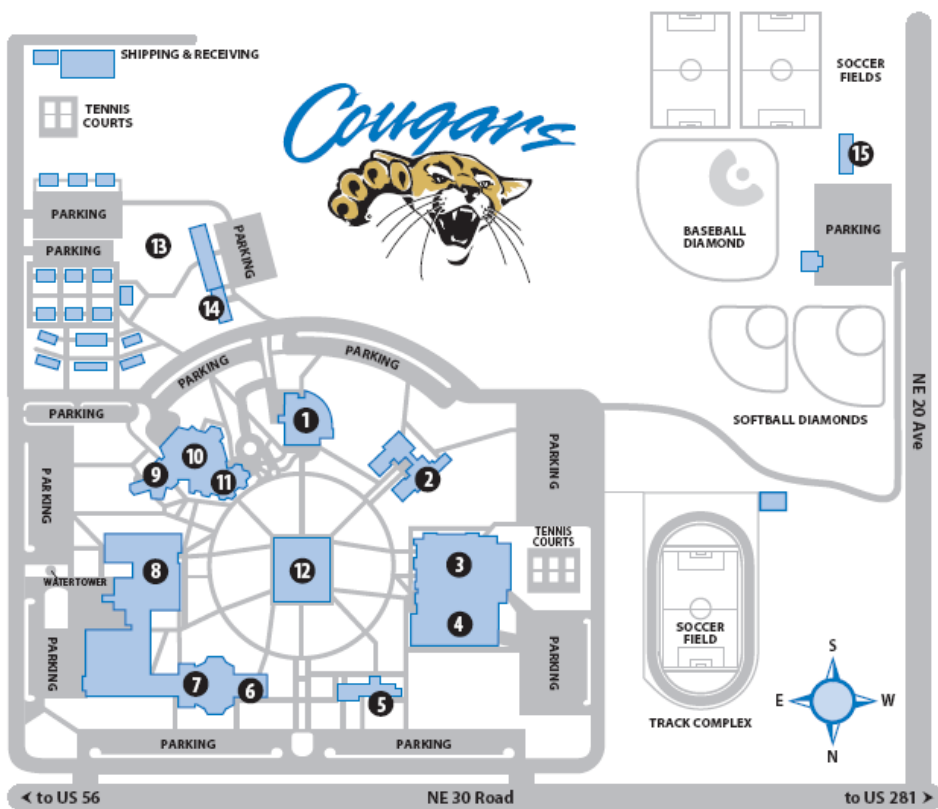 SHIPPING & RECEIVING
TENNIS
COURTS
Cougars
SOCCER
FIELDS
15
PARKING
PARKING
13
PARKING
14
BASEBALL
DIAMOND
PARKING
PARKING
PARKING
PARKING
SOFTBALL DIAMONDS
NE 20 Ave
1
10
9
11
2
PARKING
PARKING
TENNIS
COURTS
3
12
8
WATER TOWER
4
SOCCER
FIELD
PARKING
PARKING
7
6
5
TRACK COMPLEX
S
E
W
N
PARKING
PARKING
< to US 56
NE 30 Road
to US 281 >